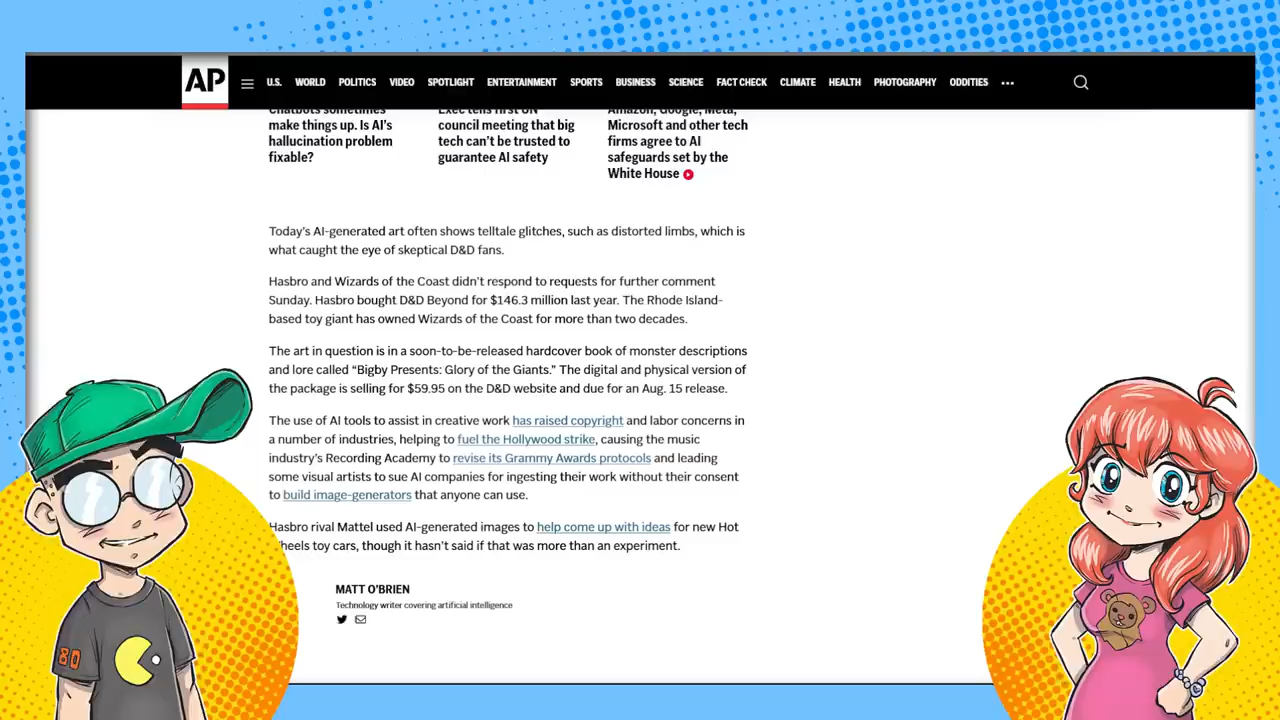 AP
U.S. WORLD POLITICS VIDEO SPOTLIGHT ENTERTAINMENT SPORTS BUSINESS SCIENCE FACT CHECK CLIMATE HEALTH PHOTOGRAPHY ODDITIES •••
Chatbots sometimes
make things up. Is AI's
hallucination problem
fixable?
Exec tells first UN
council meeting that big
tech can't be trusted to
guarantee AI safety
Amazon, Google, Meta,
Microsoft and other tech
firms agree to AI
safeguards set by the
White House
Today's AI-generated art often shows telltale glitches, such as distorted limbs, which is
what caught the eye of skeptical D&D fans.
Hasbro and Wizards of the Coast didn't respond to requests for further comment
Sunday. Hasbro bought D&D Beyond for $146.3 million last year. The Rhode Island-
based toy giant has owned Wizards of the Coast for more than two decades.
The art in question is in a soon-to-be-released hardcover book of monster descriptions
and lore called “Bigby Presents: Glory of the Giants.” The digital and physical version of
the package is selling for $59.95 on the D&D website and due for an Aug. 15 release.
The use of AI tools to assist in creative work has raised copyright and labor concerns in
a number of industries, helping to fuel the Hollywood strike, causing the music
industry's Recording Academy to revise its Grammy Awards protocols and leading
some visual artists to sue AI companies for ingesting their work without their consent
to build image-generators that anyone can use.
Hasbro rival Mattel used AI-generated images to help come up with ideas for new Hot
heels toy cars, though it hasn't said if that was more than an experiment.
MATT O'BRIEN
Technology writer covering artificial intelligence
80